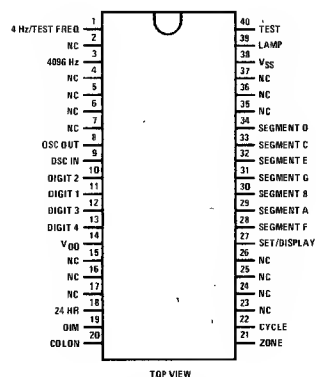 4 Hz/TEST FREQ 1
NC 2
4096 Hz 3
NC 4
NC 5
NC 6
NC 7
OSC OUT 8
OSC IN 9
DIGIT 2 10
DIGIT 1 11
DIGIT 3 12
DIGIT 4 13
VDD 14
NC 15
NC 16
NC 17
24 HR 18
DIM 19
COLON 20
40 TEST
39 LAMP
38 VSS
37 NC
36 NC
35 NC
34 SEGMENT D
33 SEGMENT C
32 SEGMENT E
31 SEGMENT G
30 SEGMENT B
29 SEGMENT A
28 SEGMENT F
27 SET/DISPLAY
26 NC
25 NC
24 NC
23 NC
22 CYCLE
21 ZONE
TOP VIEW